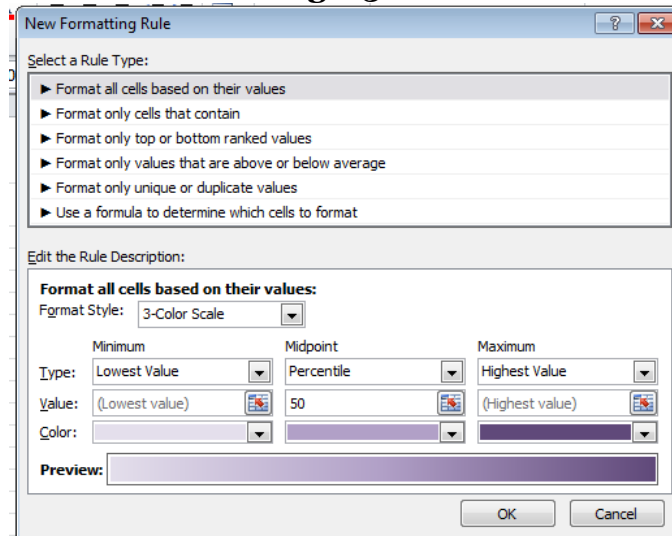 New Formatting Rule
Select a Rule Type:
► Format all cells based on their values
► Format only cells that contain
► Format only top or bottom ranked values
► Format only values that are above or below average
► Format only unique or duplicate values
► Use a formula to determine which cells to format
Edit the Rule Description:
Format all cells based on their values:
Format Style: 3-Color Scale
Minimum Midpoint Maximum
Type: Lowest Value Percentile Highest Value
Value: (Lowest value) 50 (Highest value)
Color:
Preview:
OK Cancel